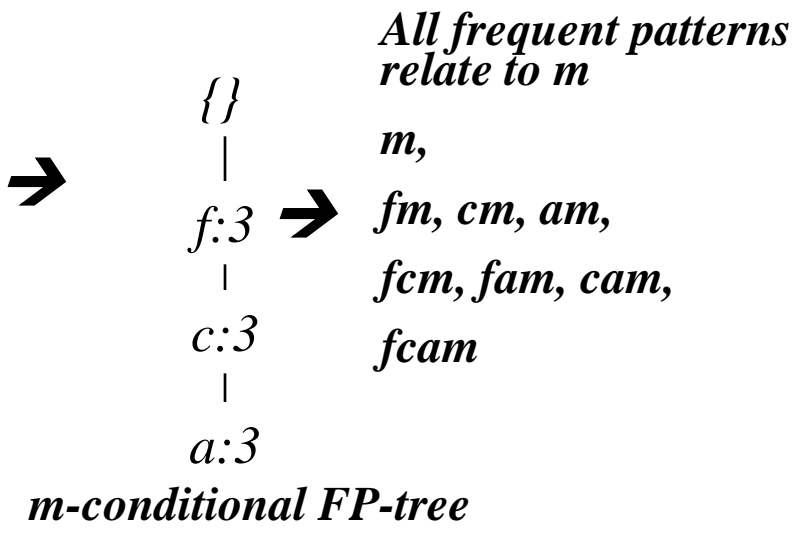 {}
f:3
c:3
a:3
m-conditional FP-tree
All frequent patterns
relate to m
m,
fm, cm, am,
fcm, fam, cam,
fcam